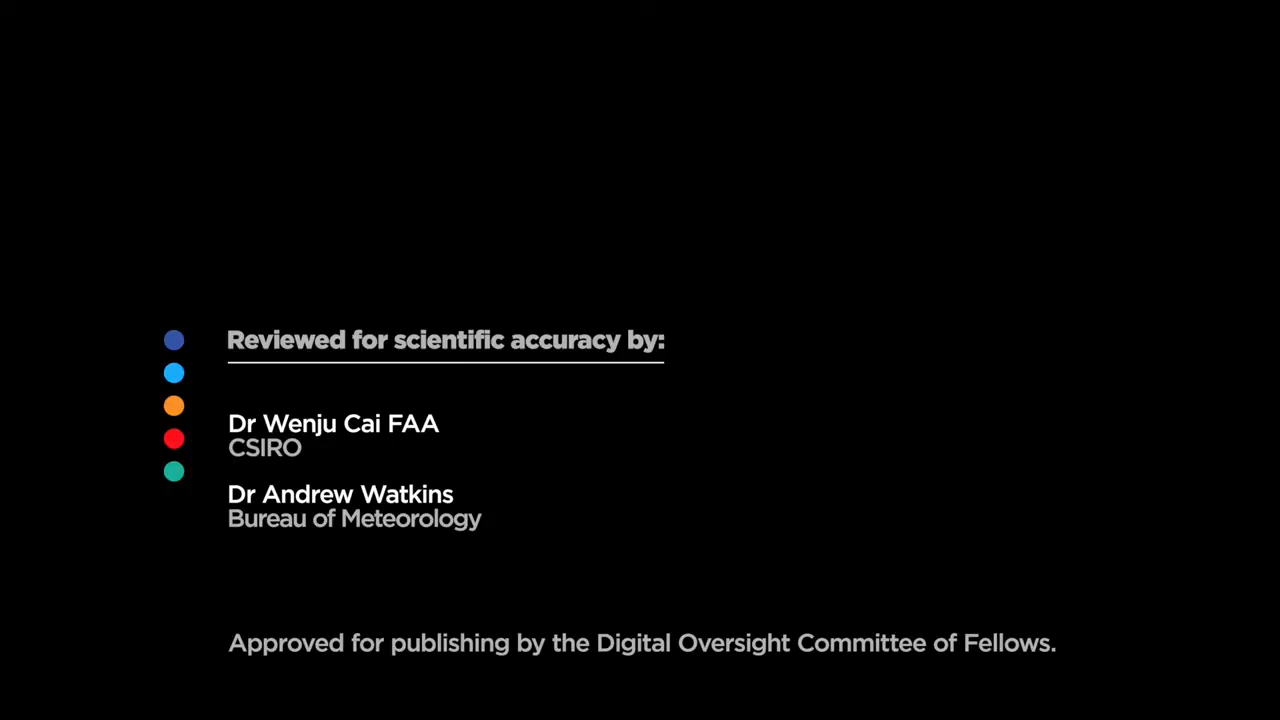 Reviewed for scientific accuracy by:
Dr Wenju Cai FAA
CSIRO
Dr Andrew Watkins
Bureau of Meteorology
Approved for publishing by the Digital Oversight Committee of Fellows.